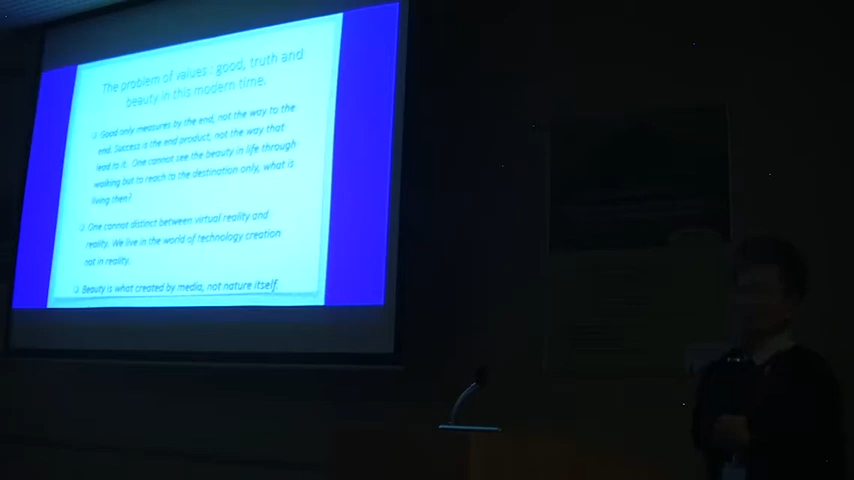 The problem of values : good, truth and
beauty in this modern time.
Good only measures by the end, not the way to the
end. Success is the end product, not the way that
lead to it. One cannot see the beauty in life through
walking but to reach to the destination only, what is
living then?
One cannot distinct between virtual reality and
reality. We live in the world of technology creation
not in reality.
Beauty is what created by media, not nature itself.